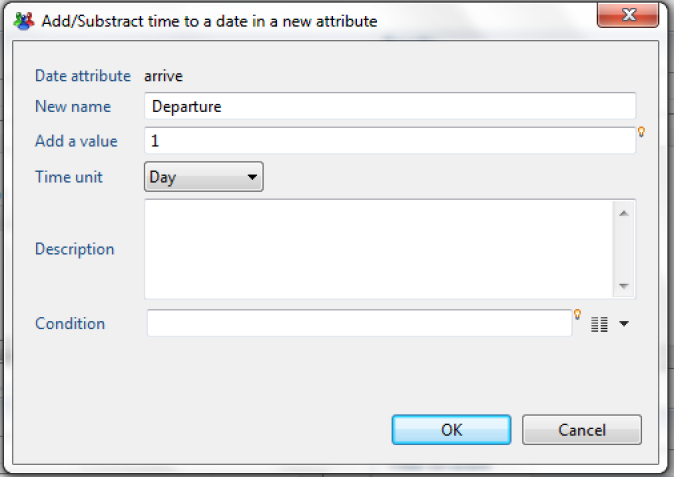 Add/Substract time to a date in a new attribute
Date attribute arrive
New name Departure
Add a value 1
Time unit Day
Description
Condition
OK Cancel